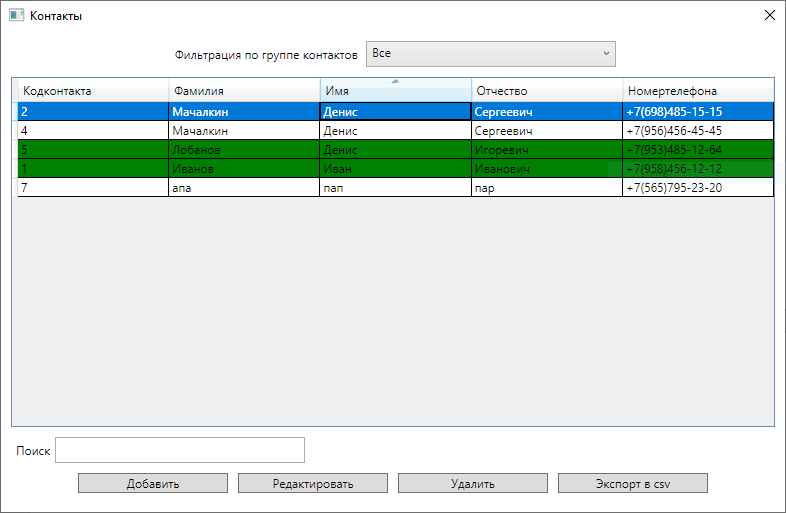 Контакты
Фильтрация по группе контактов Все
Кодконтакта Фамилия Имя Отчество Номертелефона
2 Мачалкин Денис Сергеевич +7(698)485-15-15
4 Мачалкин Денис Сергеевич +7(956)456-45-45
5 Лобанов Денис Игоревич +7(953)485-12-64
1 Иванов Иван Иванович +7(958)456-12-12
7 апа пап пар +7(565)795-23-20
Поиск
Добавить Редактировать Удалить Экспорт в csv